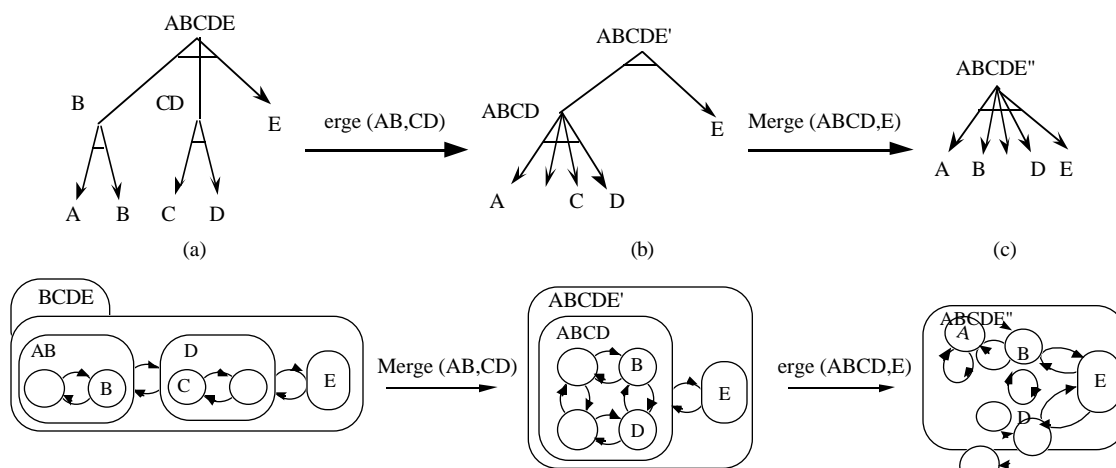 ABCDE
ABCDE'
ABCDE"
B
CD
E
erge (AB,CD)
ABCD
E
Merge (ABCD,E)
A
B
C
D
A
C
D
A
B
D
E
(a)
(b)
(c)
BCDE
AB
B
D
C
E
Merge (AB,CD)
ABCDE'
ABCD
B
D
E
erge (ABCD,E)
ABCDE"
A
B
D
E